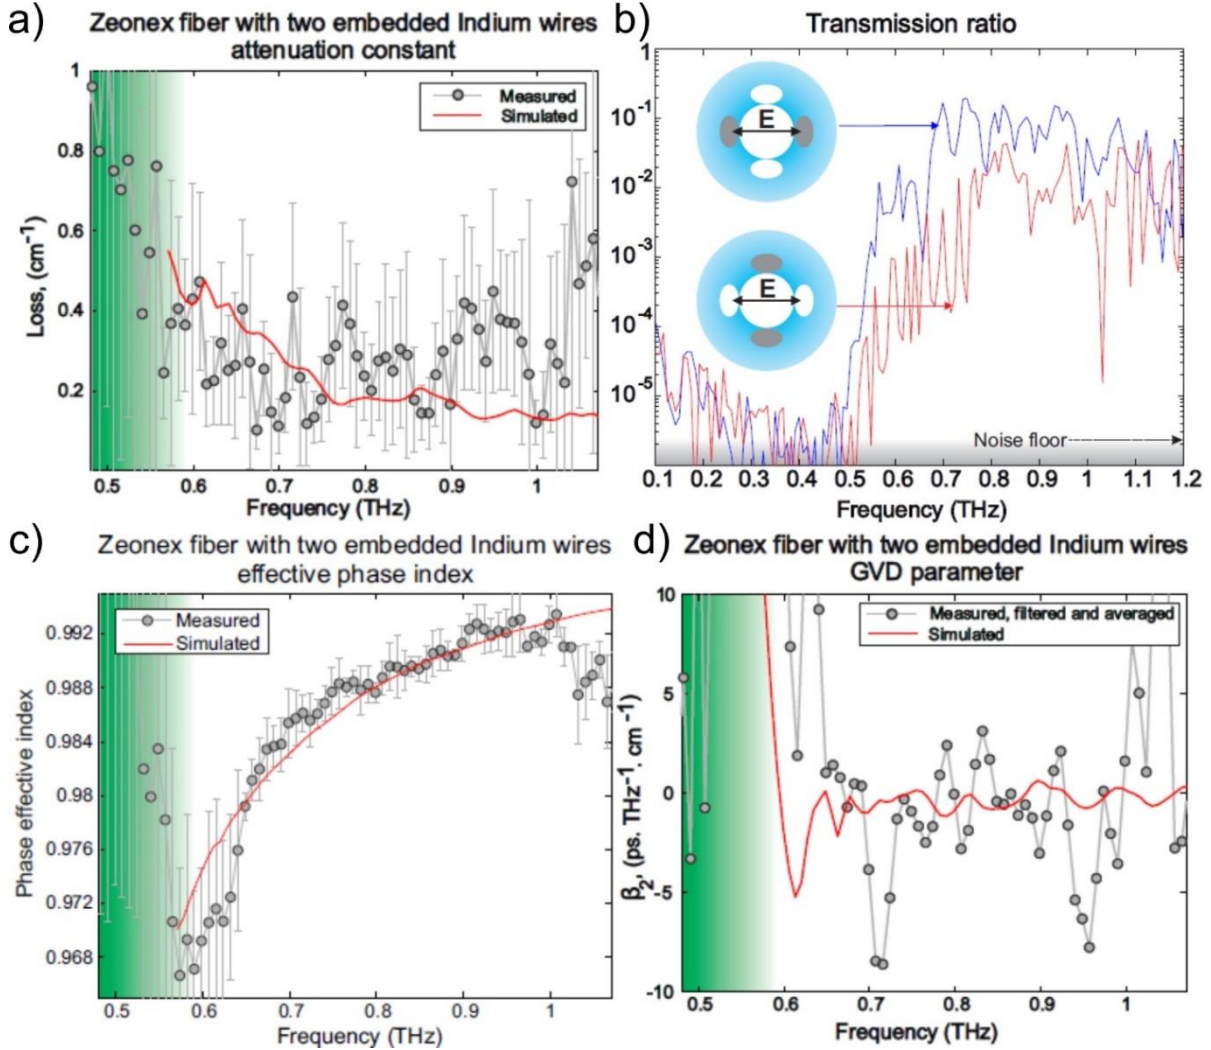 a)
Zeonex fiber with two embedded Indium wires
attenuation constant
1
0.8
0.6
0.4
0.2
Loss, (cm⁻¹)
Measured
Simulated
0.5
0.6
0.7
0.8
0.9
1
Frequency (THz)
b)
Transmission ratio
1
10⁻¹
10⁻²
10⁻³
10⁻⁴
10⁻⁵
E
E
Noise floor
0.1
0.2
0.3
0.4
0.5
0.6
0.7
0.8
0.9
1
1.1
1.2
Frequency (THz)
c)
Zeonex fiber with two embedded Indium wires
effective phase index
Measured
Simulated
0.992
0.988
0.984
0.98
0.976
0.972
0.968
Phase effective index
0.5
0.6
0.7
0.8
0.9
1
Frequency (THz)
d)
Zeonex fiber with two embedded Indium wires
GVD parameter
Measured, filtered and averaged
Simulated
10
5
0
-5
-10
β₂, (ps. THz⁻¹. cm⁻¹)
0.5
0.6
0.7
0.8
0.9
1
Frequency (THz)